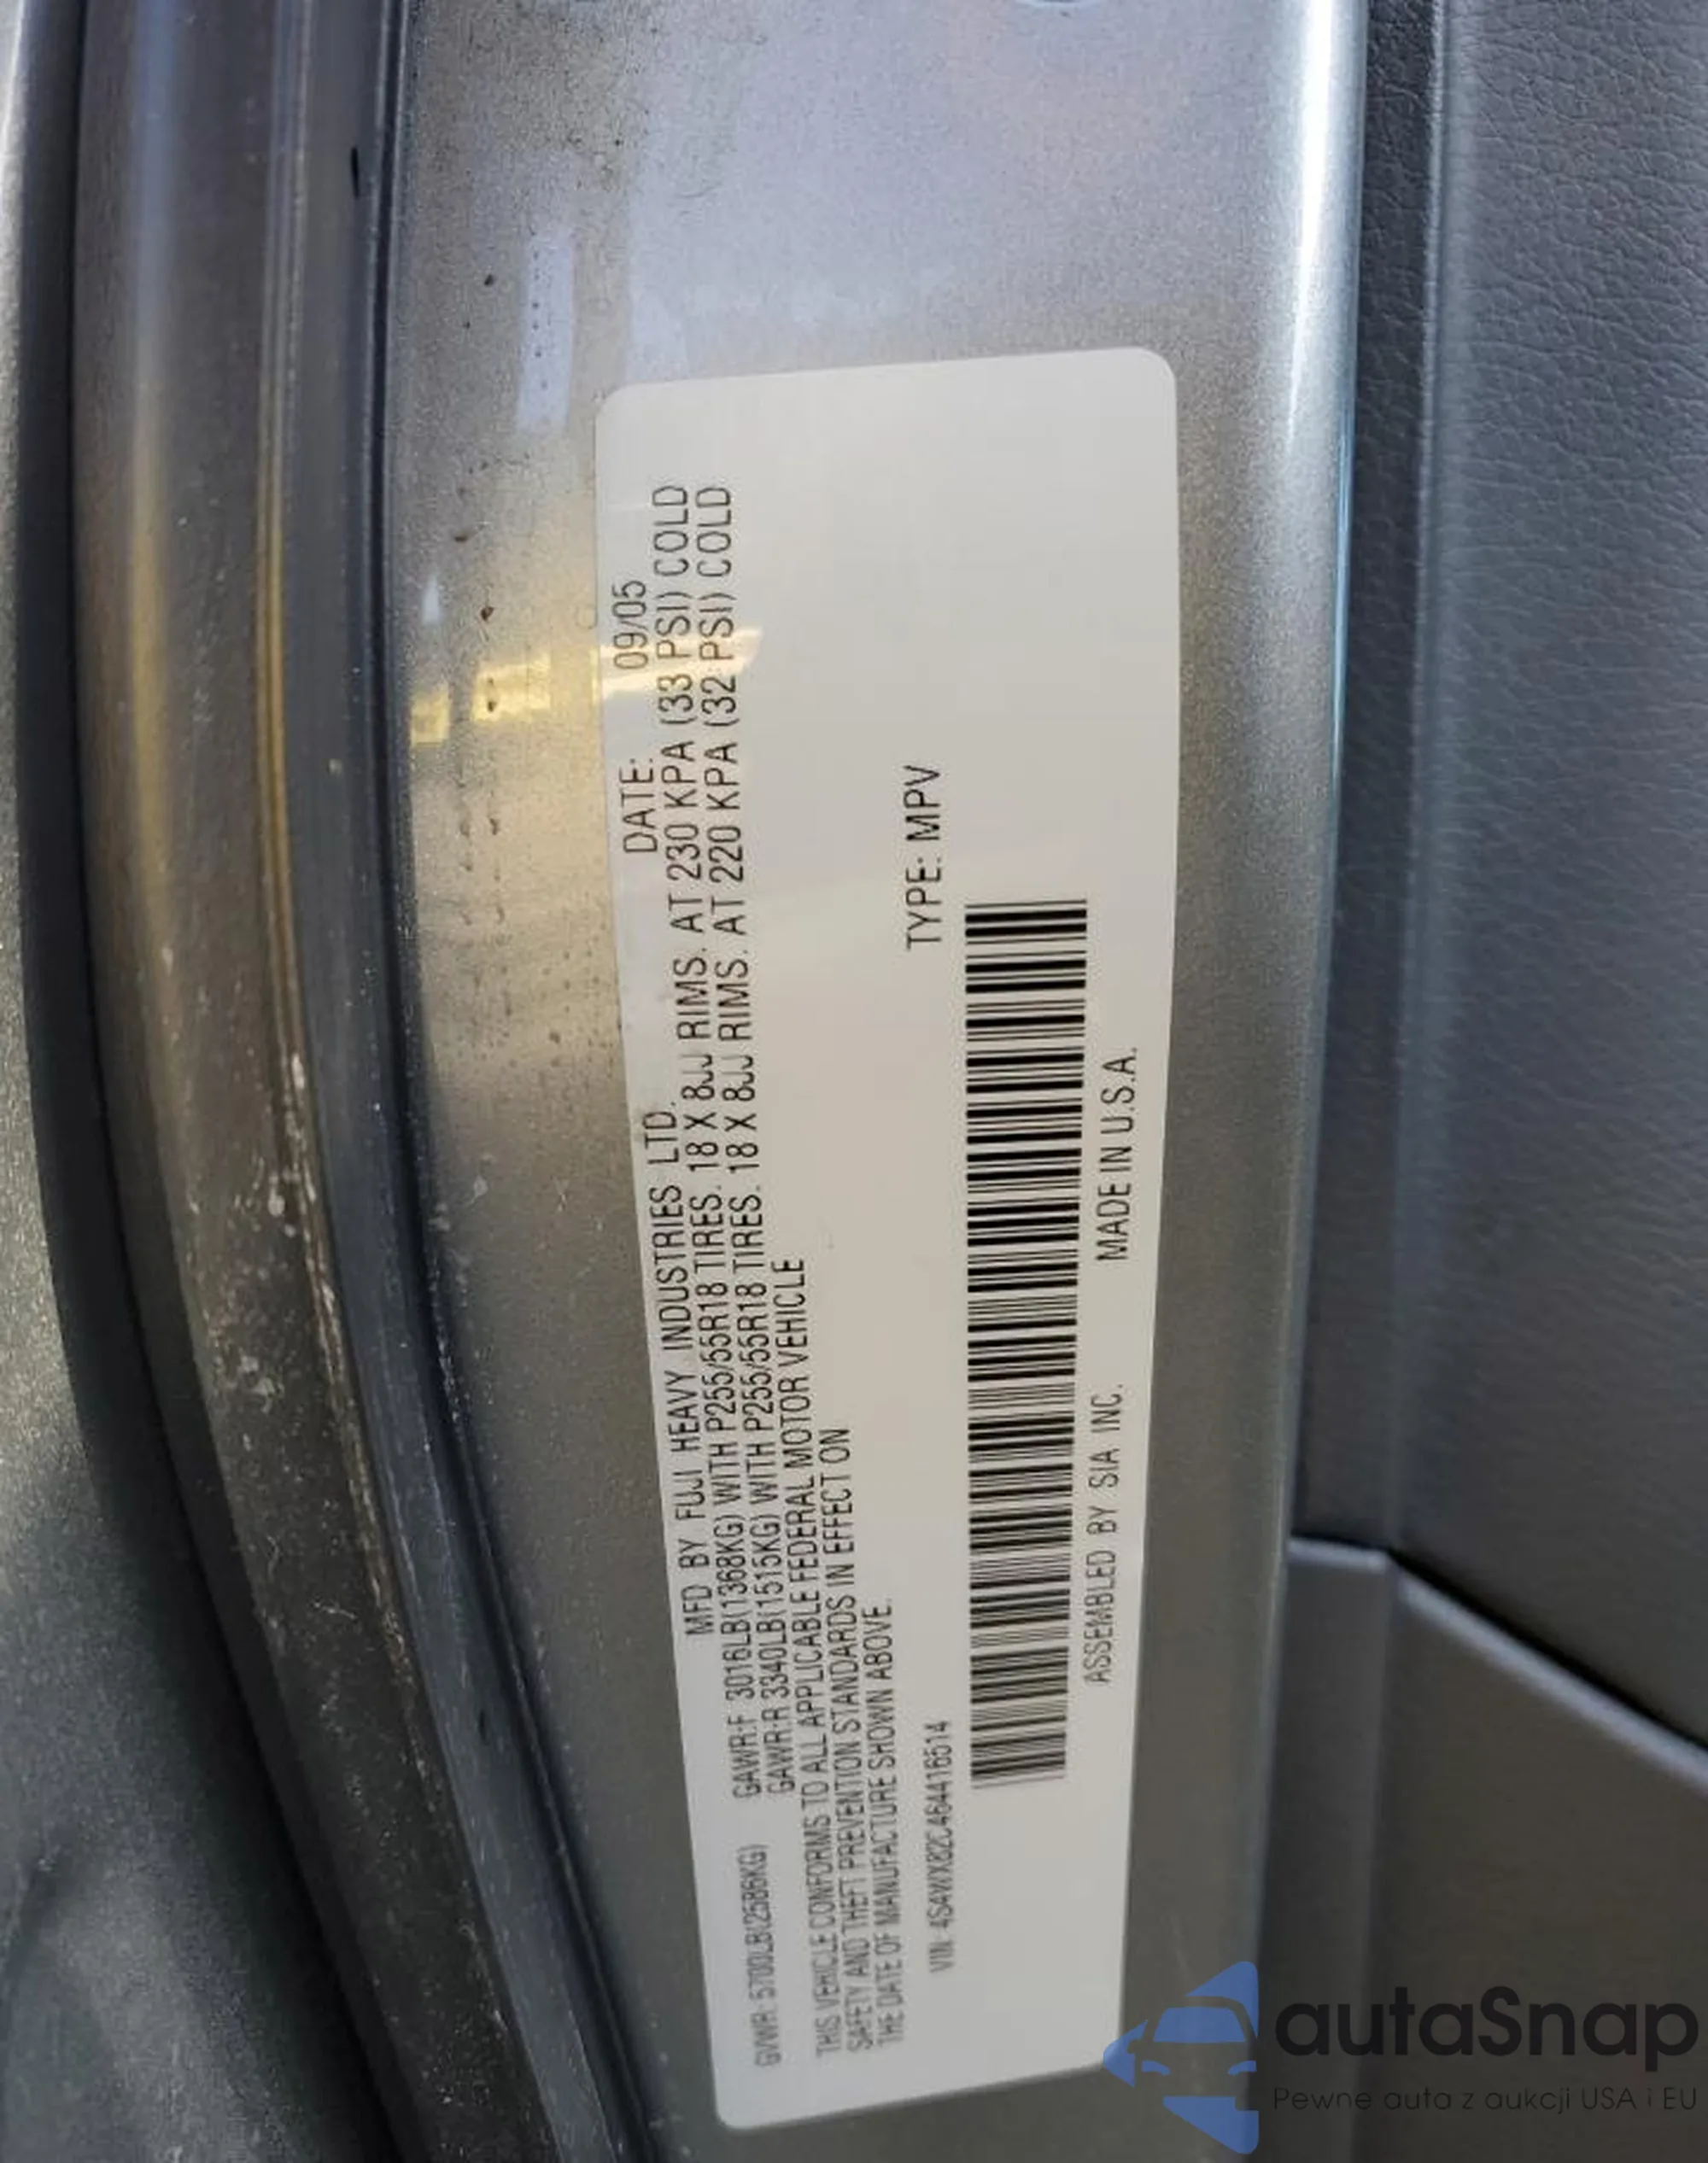 MFD BY FUJI HEAVY INDUSTRIES LTD. DATE: 09/05
GVWR: 5700LB(2586KG) GAWR:F 3016LB(1368KG) WITH P255/55R18 TIRES. 18 X 8JJ RIMS. AT 230 KPA (33 PSI) COLD
GAWR:R 3340LB(1515KG) WITH P255/55R18 TIRES. 18 X 8JJ RIMS. AT 220 KPA (32 PSI) COLD
THIS VEHICLE CONFORMS TO ALL APPLICABLE FEDERAL MOTOR VEHICLE
SAFETY AND THEFT PREVENTION STANDARDS IN EFFECT ON
THE DATE OF MANUFACTURE SHOWN ABOVE.
VIN: 4S4WX82C464416514 TYPE: MPV
ASSEMBLED BY SIA INC. MADE IN U.S.A.
autaSnap
Pewne auta z aukcji USA i EU